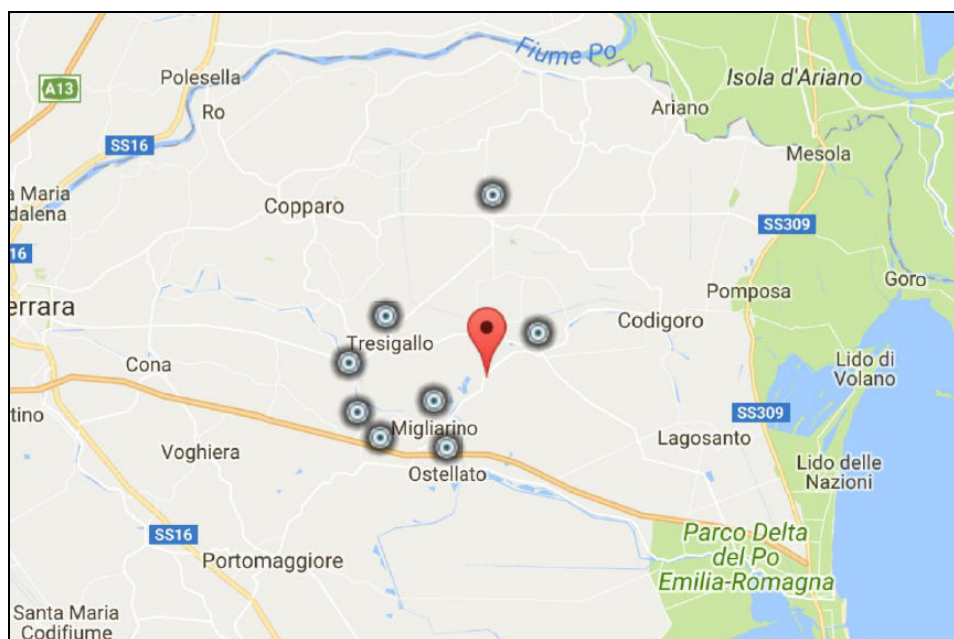 Fiume Po
Isola d'Ariano
Polesella
A13
Ro
Ariano
SS16
Mesola
a Maria
dalena
Copparo
SS309
16
Goro
Pomposa
errara
Codigoro
Tresigallo
Cona
Lido di
Volano
tino
SS309
Migliarino
Voghiera
Lagosanto
Lido delle
Nazioni
Ostellato
SS16
Parco Delta
del Po
Emilia-Romagna
Portomaggiore
Santa Maria
Codifiume